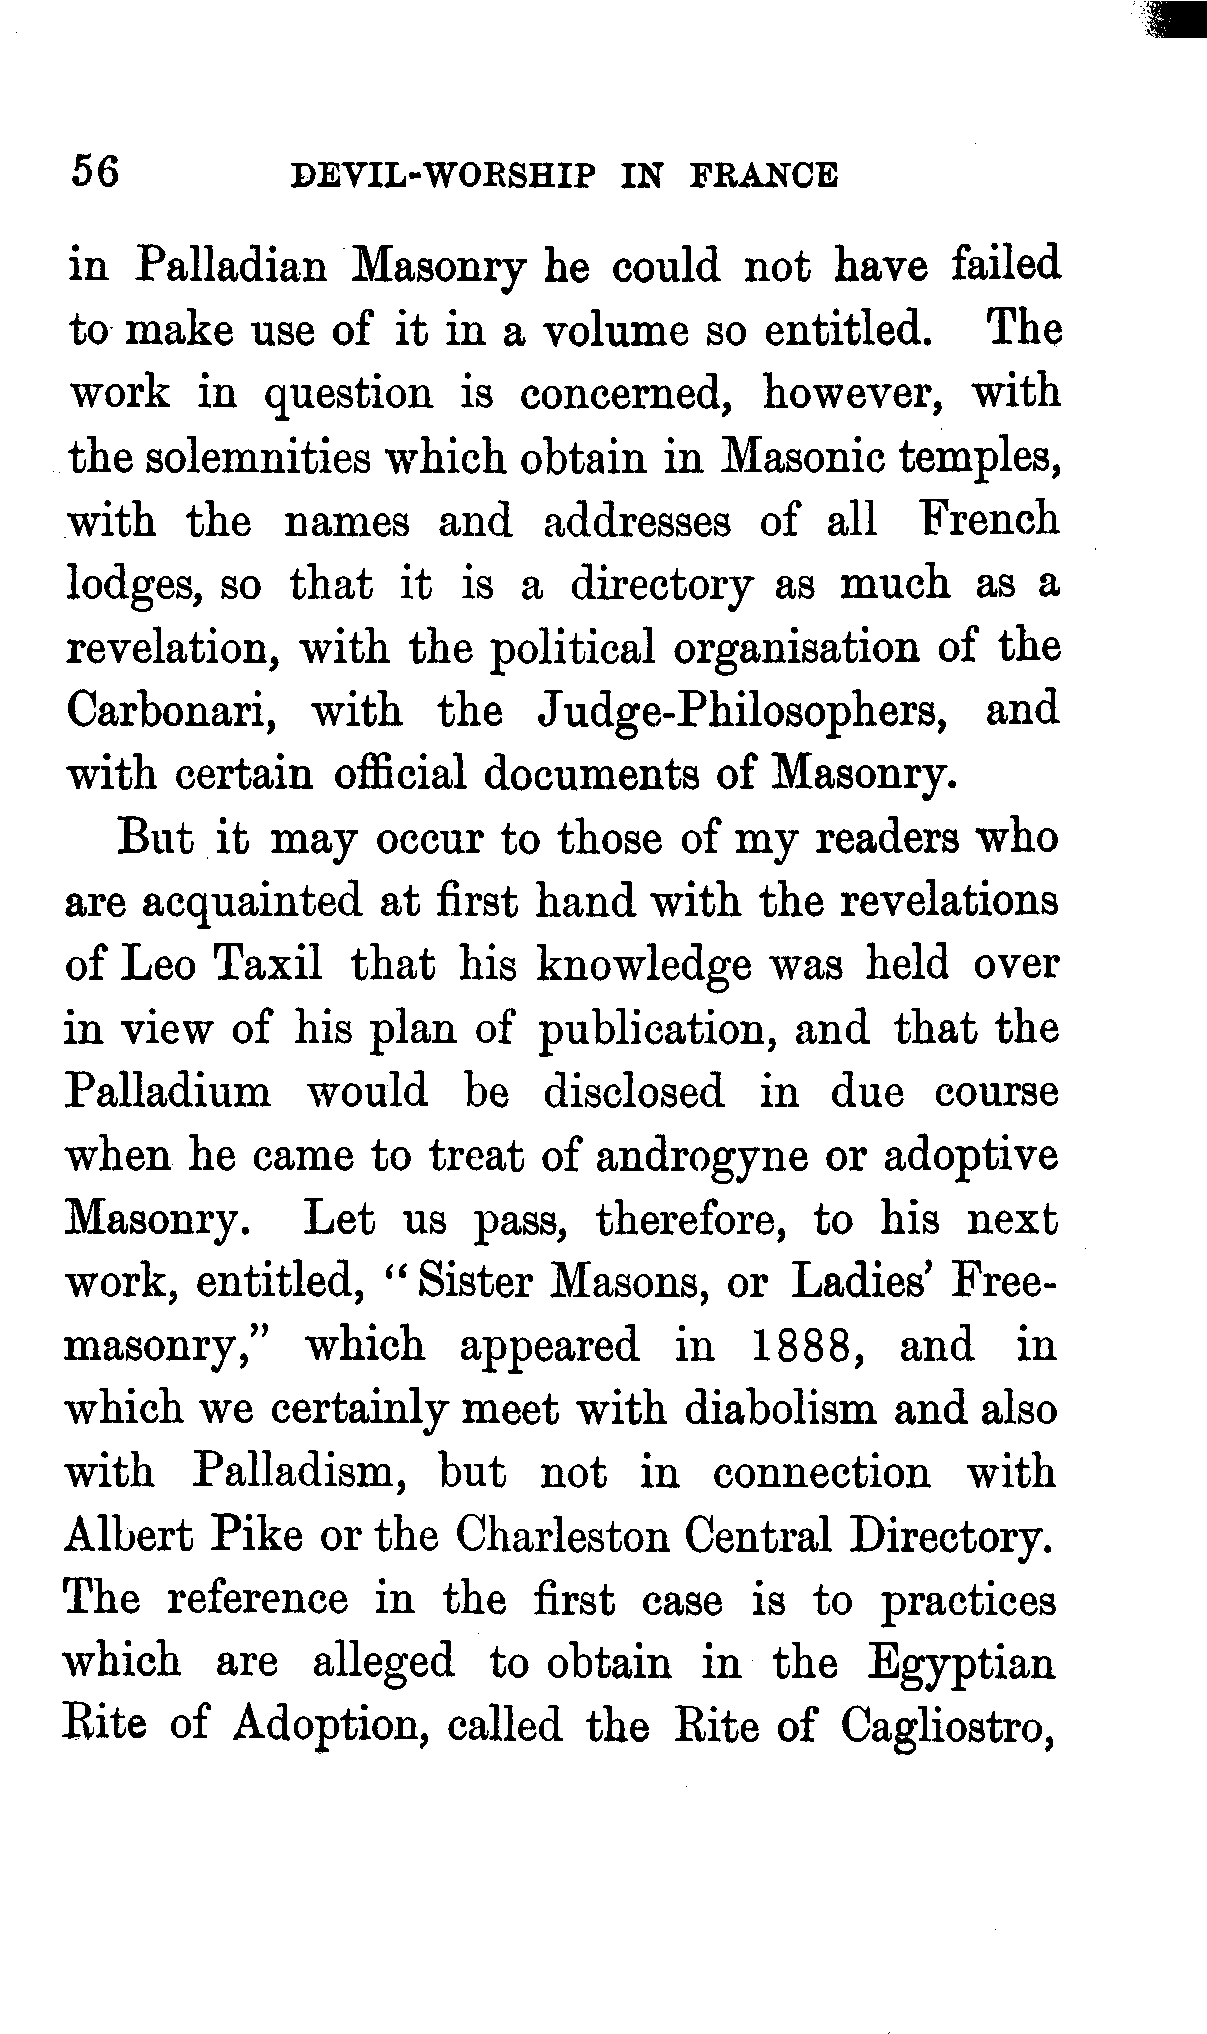 56 DEVIL-WORSHIP IN FRANCE
in Palladian Masonry he could not have failed
to make use of it in a volume so entitled. The
work in question is concerned, however, with
the solemnities which obtain in Masonic temples,
with the names and addresses of all French
lodges, so that it is a directory as much as a
revelation, with the political organisation of the
Carbonari, with the Judge-Philosophers, and
with certain official documents of Masonry.
But it may occur to those of my readers who
are acquainted at first hand with the revelations
of Leo Taxil that his knowledge was held over
in view of his plan of publication, and that the
Palladium would be disclosed in due course
when he came to treat of androgyne or adoptive
Masonry. Let us pass, therefore, to his next
work, entitled, “Sister Masons, or Ladies’ Free-
masonry,” which appeared in 1888, and in
which we certainly meet with diabolism and also
with Palladism, but not in connection with
Albert Pike or the Charleston Central Directory.
The reference in the first case is to practices
which are alleged to obtain in the Egyptian
Rite of Adoption, called the Rite of Cagliostro,